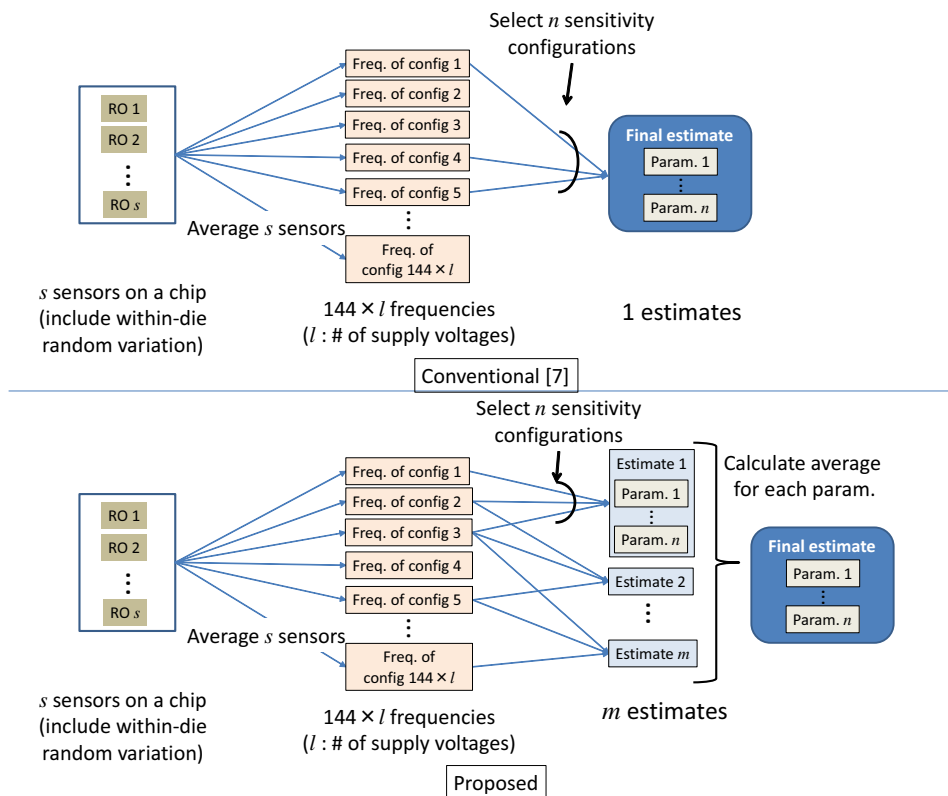 Select n sensitivity
configurations
RO 1
RO 2
⋮
RO s
Freq. of config 1
Freq. of config 2
Freq. of config 3
Freq. of config 4
Freq. of config 5
⋮
Freq. of
config 144 × l
Average s sensors
Final estimate
Param. 1
⋮
Param. n
s sensors on a chip
(include within-die
random variation)
144 × l frequencies
(l : # of supply voltages)
1 estimates
Conventional [7]
Select n sensitivity
configurations
RO 1
RO 2
⋮
RO s
Freq. of config 1
Freq. of config 2
Freq. of config 3
Freq. of config 4
Freq. of config 5
⋮
Freq. of
config 144 × l
Average s sensors
Estimate 1
Param. 1
⋮
Param. n
Estimate 2
⋮
Estimate m
Calculate average
for each param.
Final estimate
Param. 1
⋮
Param. n
s sensors on a chip
(include within-die
random variation)
144 × l frequencies
(l : # of supply voltages)
m estimates
Proposed